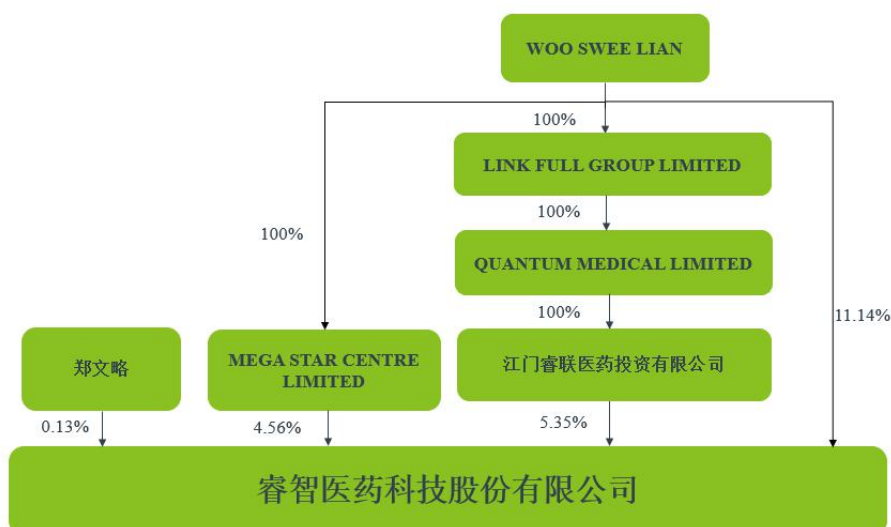 WOO SWEE LIAN
100%
LINK FULL GROUP LIMITED
100%
100%
QUANTUM MEDICAL LIMITED
100%
11.14%
郑文略
MEGA STAR CENTRE
LIMITED
江门睿联医药投资有限公司
0.13%
4.56%
5.35%
睿智医药科技股份有限公司